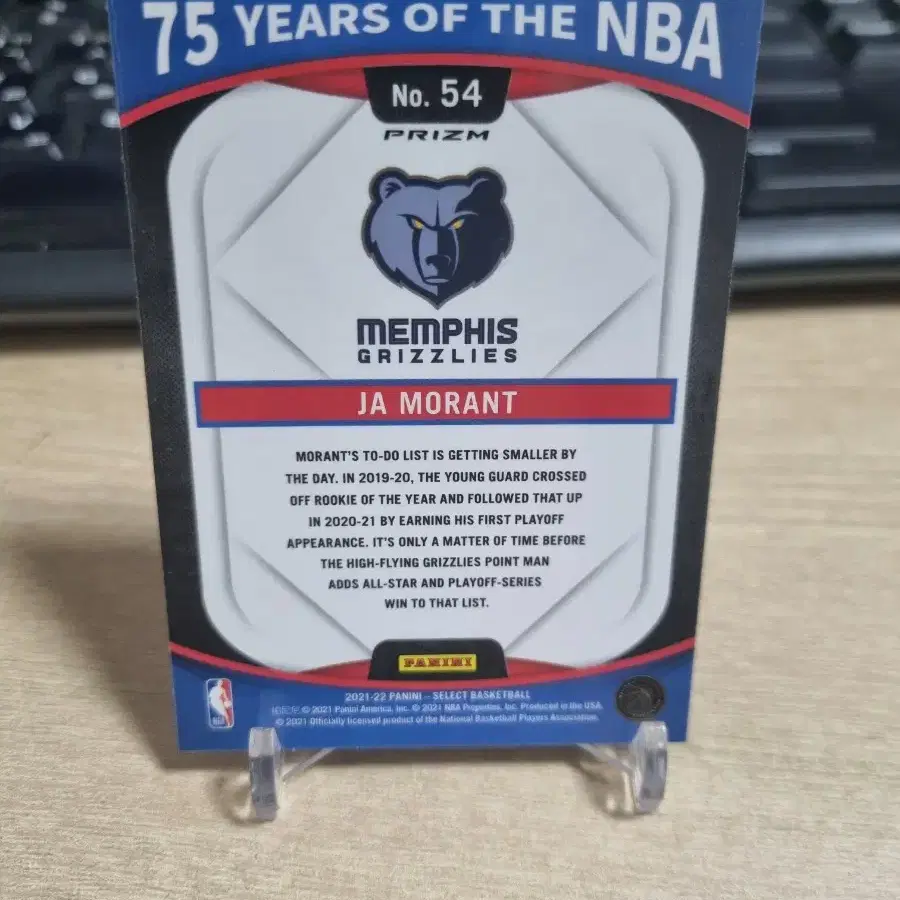 75 YEARS OF THE NBA
No. 54
PRIZM
MEMPHIS
GRIZZLIES
JA MORANT
MORANT'S TO-DO LIST IS GETTING SMALLER BY
THE DAY. IN 2019-20, THE YOUNG GUARD CROSSED
OFF ROOKIE OF THE YEAR AND FOLLOWED THAT UP
IN 2020-21 BY EARNING HIS FIRST PLAYOFF
APPEARANCE. IT'S ONLY A MATTER OF TIME BEFORE
THE HIGH-FLYING GRIZZLIES POINT MAN
ADDS ALL-STAR AND PLAYOFF-SERIES
WIN TO THAT LIST.
PANINI
2021-22 PANINI – SELECT BASKETBALL
© 2021 Panini America, Inc. © 2021 NBA Properties, Inc. Produced in the USA.
© 2021 Officially licensed product of the National Basketball Players Association.
NBA